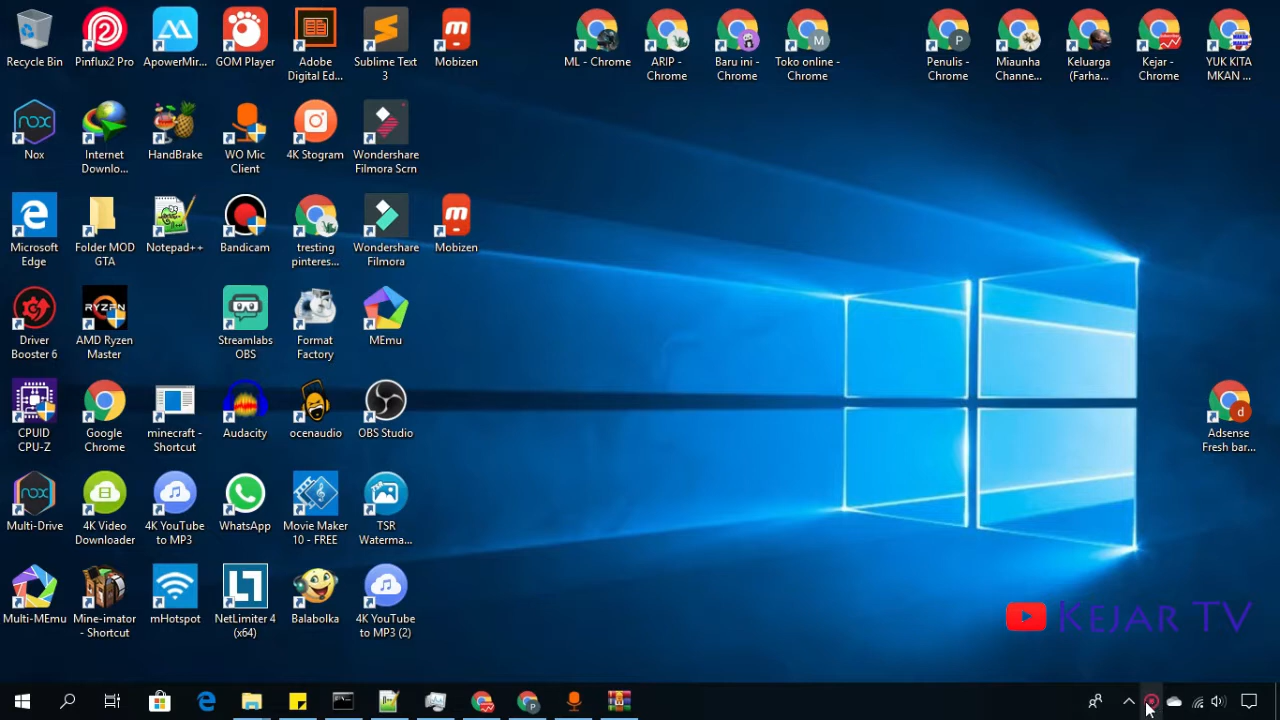 Recycle Bin
Pinflux2 Pro
ApowerMir...
GOM Player
Adobe
Digital Ed...
Sublime Text
3
Mobizen
ML - Chrome
ARIP -
Chrome
Baru ini -
Chrome
M
Toko online -
Chrome
P
Penulis -
Chrome
Miaunha
Channe...
Keluarga
(Farha...
Kejar -
Chrome
YUK KITA
MKAN ...
nox
Nox
Internet
Downlo...
HandBrake
WO Mic
Client
4K Stogram
Wondershare
Filmora Scrn
Microsoft
Edge
Folder MOD
GTA
Notepad++
Bandicam
tresting
pinteres...
Wondershare
Filmora
Mobizen
Driver
Booster 6
RYZEN
AMD Ryzen
Master
Streamlabs
OBS
Format
Factory
MEmu
CPUID
CPU-Z
Google
Chrome
minecraft -
Shortcut
Audacity
ocenaudio
OBS Studio
d
Adsense
Fresh bar...
nox
Multi-Drive
4K Video
Downloader
4K YouTube
to MP3
WhatsApp
Movie Maker
10 - FREE
TSR
Waterma...
Multi-MEmu
Mine-imator
- Shortcut
mHotspot
NetLimiter 4
(x64)
Balabolka
4K YouTube
to MP3 (2)
Kejar TV